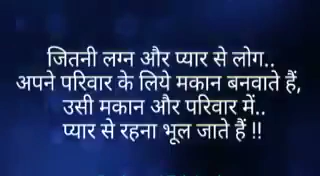 जितनी लग्न और प्यार से लोग..
अपने परिवार के लिये मकान बनवाते हैं,
उसी मकान और परिवार में..
प्यार से रहना भूल जाते हैं !!